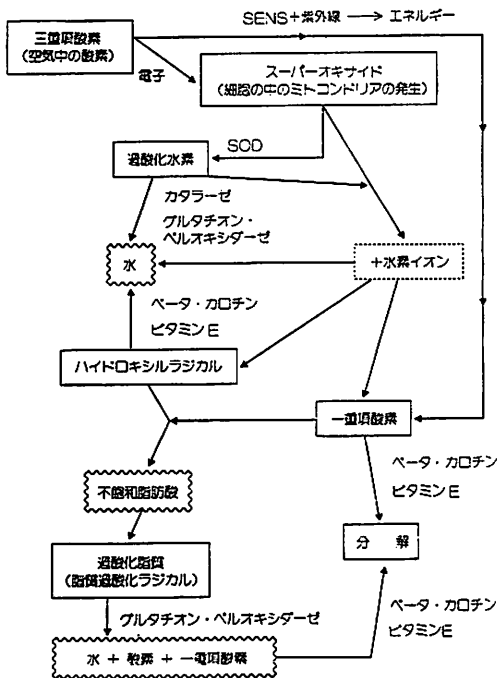 SENS+紫外線 → エネルギー
三重項酸素
(空気中の酸素)
電子
スーパーオキサイド
(細胞の中のミトコンドリアの発生)
SOD
過酸化水素
カタラーゼ
グルタチオン・
ペルオキシダーゼ
水
+水素イオン
ベータ・カロチン
ビタミンE
ハイドロキシルラジカル
一重項酸素
ベータ・カロチン
ビタミンE
不飽和脂肪酸
分 解
過酸化脂質
(脂質過酸化ラジカル)
グルタチオン・ペルオキシダーゼ
ベータ・カロチン
ビタミンE
水 + 酸素 + 一重項酸素